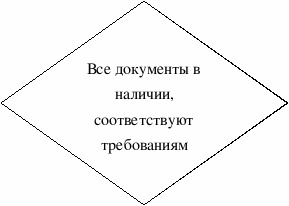 Все документы в
наличии,
соответствуют
требованиям